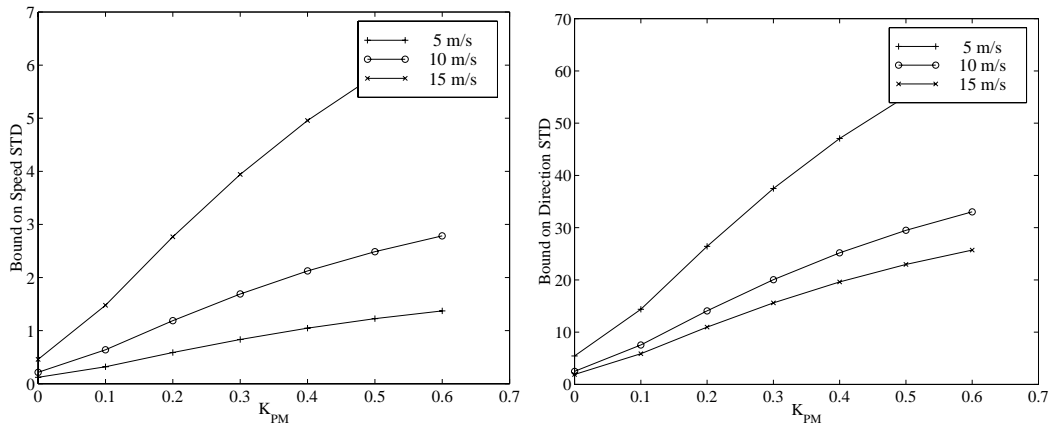 Bound on Speed STD
7
6
5
4
3
2
1
0
0 0.1 0.2 0.3 0.4 0.5 0.6 0.7
K_PM
5 m/s
10 m/s
15 m/s
Bound on Direction STD
70
60
50
40
30
20
10
0
0 0.1 0.2 0.3 0.4 0.5 0.6 0.7
K_PM
5 m/s
10 m/s
15 m/s